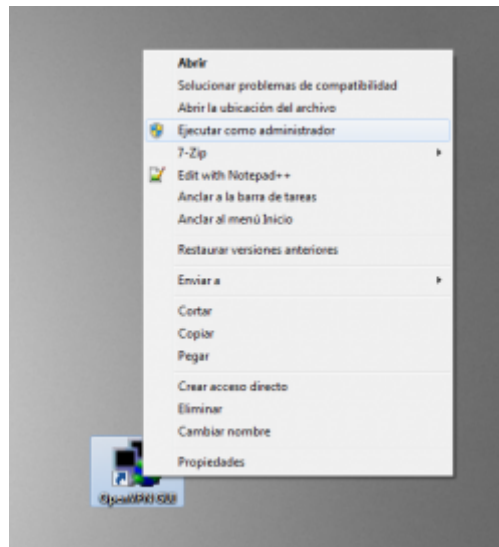 Abrir
Solucionar problemas de compatibilidad
Abrir la ubicación del archivo
Ejecutar como administrador
7-Zip
Edit with Notepad++
Anclar a la barra de tareas
Anclar al menú Inicio
Restaurar versiones anteriores
Enviar a
Cortar
Copiar
Pegar
Crear acceso directo
Eliminar
Cambiar nombre
Propiedades
OpenVPN GUI